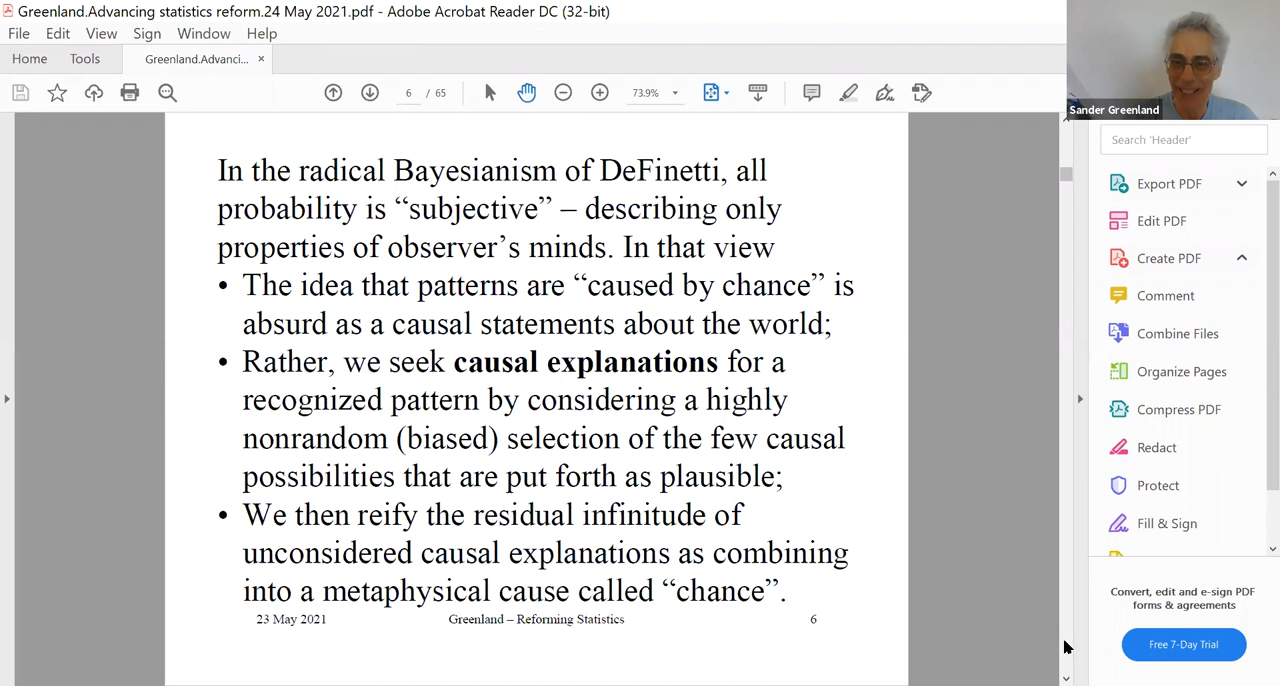 Greenland.Advancing statistics reform.24 May 2021.pdf - Adobe Acrobat Reader DC (32-bit)
File Edit View Sign Window Help
Home Tools Greenland.Advanci... ×
6 / 65 73.9%
Sander Greenland
Search 'Header'
In the radical Bayesianism of DeFinetti, all
probability is “subjective” – describing only
properties of observer’s minds. In that view
• The idea that patterns are “caused by chance” is
absurd as a causal statements about the world;
• Rather, we seek causal explanations for a
recognized pattern by considering a highly
nonrandom (biased) selection of the few causal
possibilities that are put forth as plausible;
• We then reify the residual infinitude of
unconsidered causal explanations as combining
into a metaphysical cause called “chance”.
23 May 2021 Greenland – Reforming Statistics 6
Export PDF
Edit PDF
Create PDF
Comment
Combine Files
Organize Pages
Compress PDF
Redact
Protect
Fill & Sign
Convert, edit and e-sign PDF
forms & agreements
Free 7-Day Trial